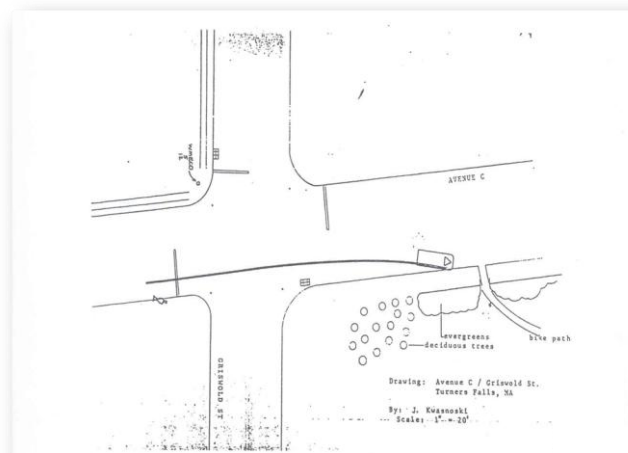 AVENUE C
evergreens
deciduous trees
bike path
GRISWOLD ST
Drawing: Avenue C / Griswold St.
Turners Falls, MA
By: J. Kwasnoski
Scale: 1" = 20'